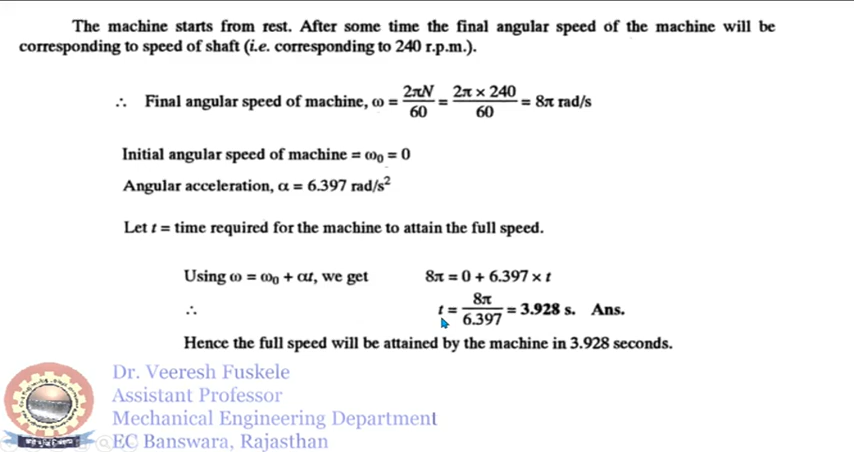 The machine starts from rest. After some time the final angular speed of the machine will be
corresponding to speed of shaft (i.e. corresponding to 240 r.p.m.).
∴ Final angular speed of machine, ω = 2πN/60 = 2π × 240/60 = 8π rad/s
Initial angular speed of machine = ω₀ = 0
Angular acceleration, α = 6.397 rad/s²
Let t = time required for the machine to attain the full speed.
Using ω = ω₀ + αt, we get 8π = 0 + 6.397 × t
∴ t = 8π/6.397 = 3.928 s. Ans.
Hence the full speed will be attained by the machine in 3.928 seconds.
Dr. Veeresh Fuskele
Assistant Professor
Mechanical Engineering Department
EC Banswara, Rajasthan